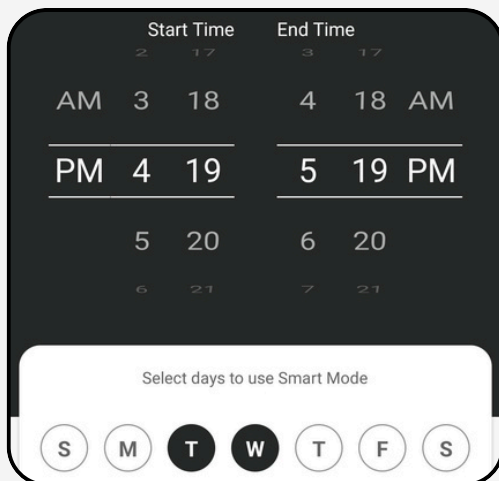 Start Time End Time
2 17 3 17
AM 3 18 4 18 AM
PM 4 19 5 19 PM
5 20 6 20
6 21 7 21
Select days to use Smart Mode
S M T W T F S